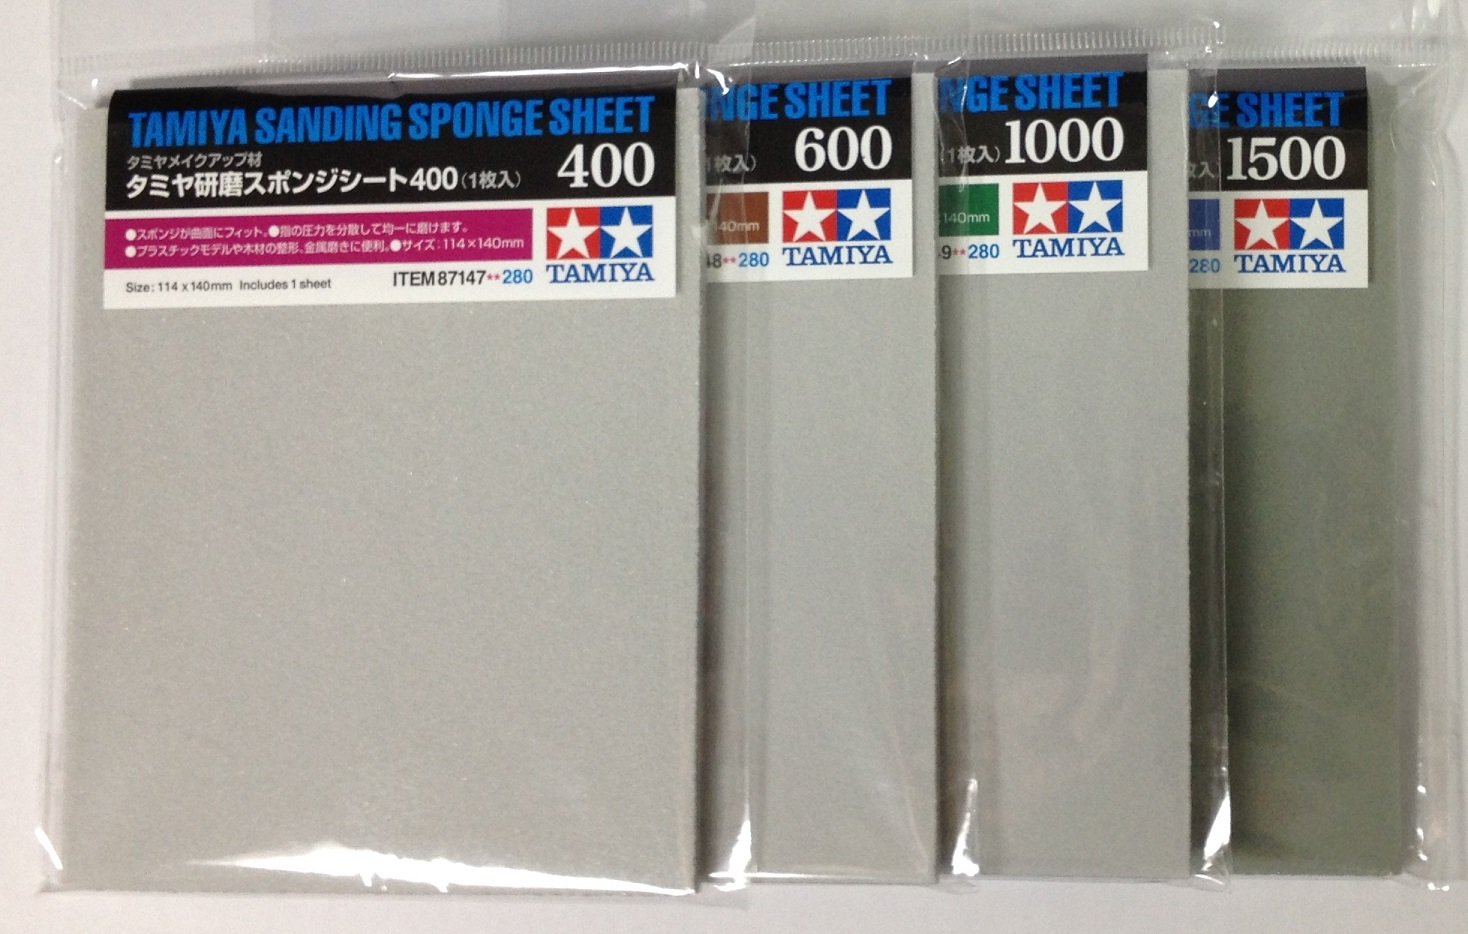 TAMIYA SANDING SPONGE SHEET
タミヤメイクアップ材
タミヤ研磨スポンジシート400(1枚入) 400
●スポンジが曲面にフィット。●指の圧力を分散して均一に磨けます。
●プラスチックモデルや木材の整形、金属磨きに便利。●サイズ:114×140mm
Size:114 x 140mm Includes 1 sheet
ITEM 87147**280
TAMIYA
NGE SHEET
1枚入) 600
140mm
48**280
TAMIYA
NGE SHEET
(1枚入) 1000
140mm
9**280
TAMIYA
GE SHEET
入) 1500
mm
280
TAMIYA